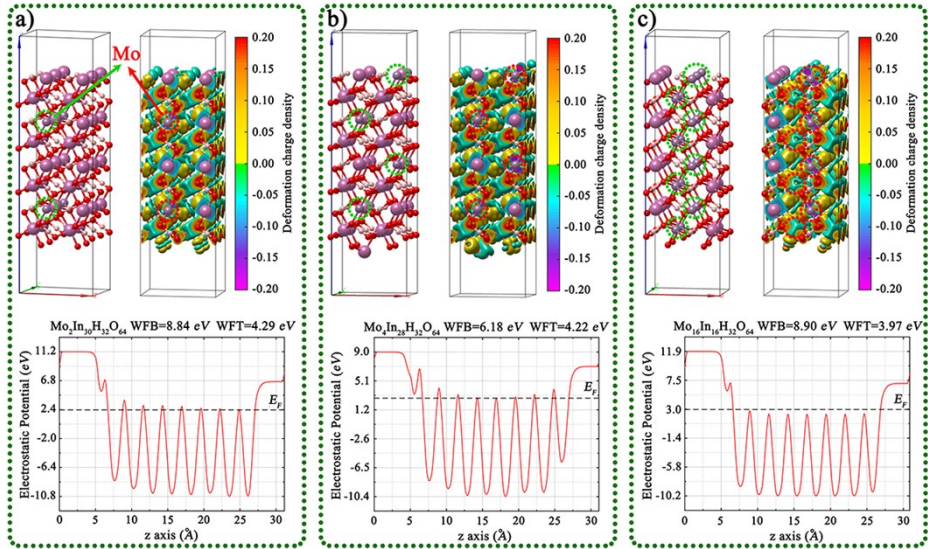 a)
Mo
0.20
0.15
0.10
0.05
0.00
-0.05
-0.10
-0.15
-0.20
Deformation charge density
Mo₂In₃₀H₃₂O₆₄ WFB=8.84 eV WFT=4.29 eV
11.2
6.8
2.4
-2.0
-6.4
-10.8
Electrostatic Potential (eV)
E_F
0 5 10 15 20 25 30
z axis (Å)
b)
0.20
0.15
0.10
0.05
0.00
-0.05
-0.10
-0.15
-0.20
Deformation charge density
Mo₄In₂₈H₃₂O₆₄ WFB=6.18 eV WFT=4.22 eV
9.0
5.1
1.2
-2.6
-6.5
-10.4
Electrostatic Potential (eV)
E_F
0 5 10 15 20 25 30
z axis (Å)
c)
0.20
0.15
0.10
0.05
0.00
-0.05
-0.10
-0.15
-0.20
Deformation charge density
Mo₁₆In₁₆H₃₂O₆₄ WFB=8.90 eV WFT=3.97 eV
11.9
7.5
3.0
-1.4
-5.8
-10.2
Electrostatic Potential (eV)
E_F
0 5 10 15 20 25 30
z axis (Å)